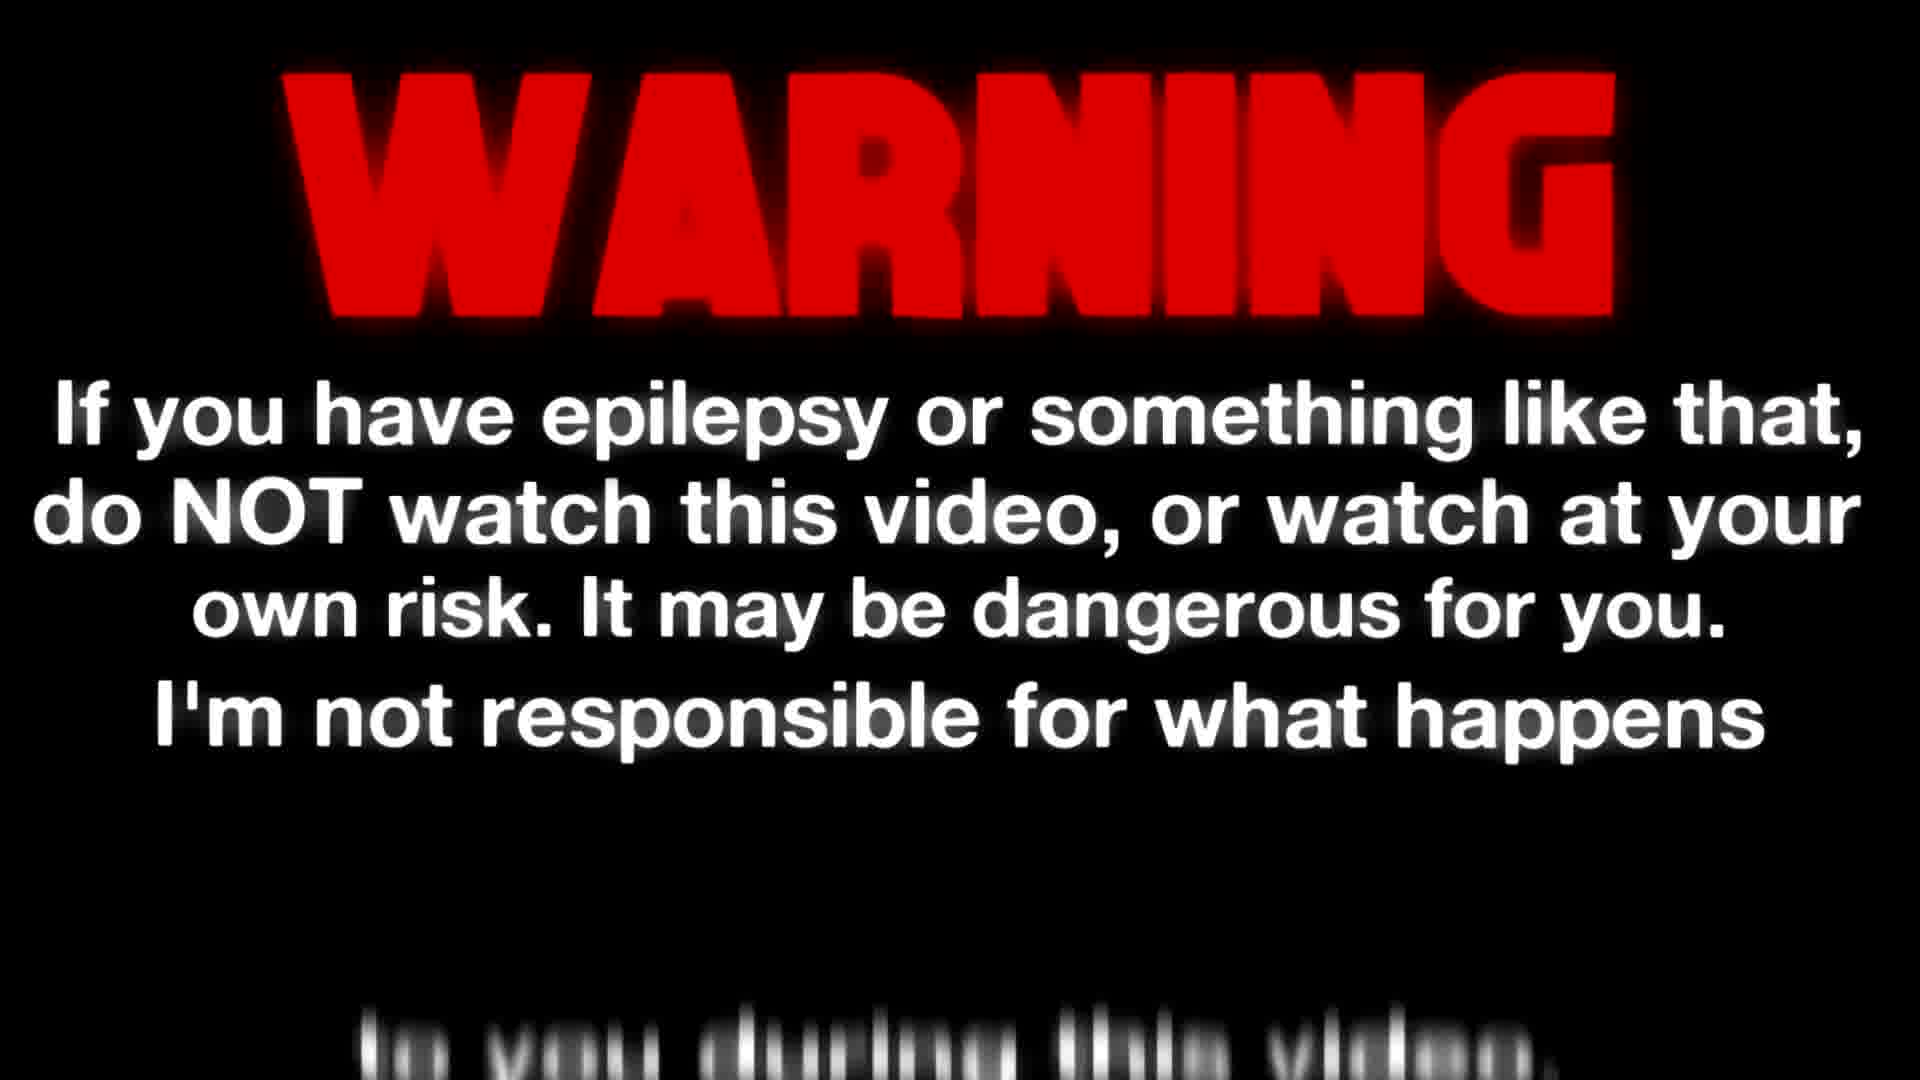 WARNING
If you have epilepsy or something like that,
do NOT watch this video, or watch at your
own risk. It may be dangerous for you.
I'm not responsible for what happens
to you during this video.